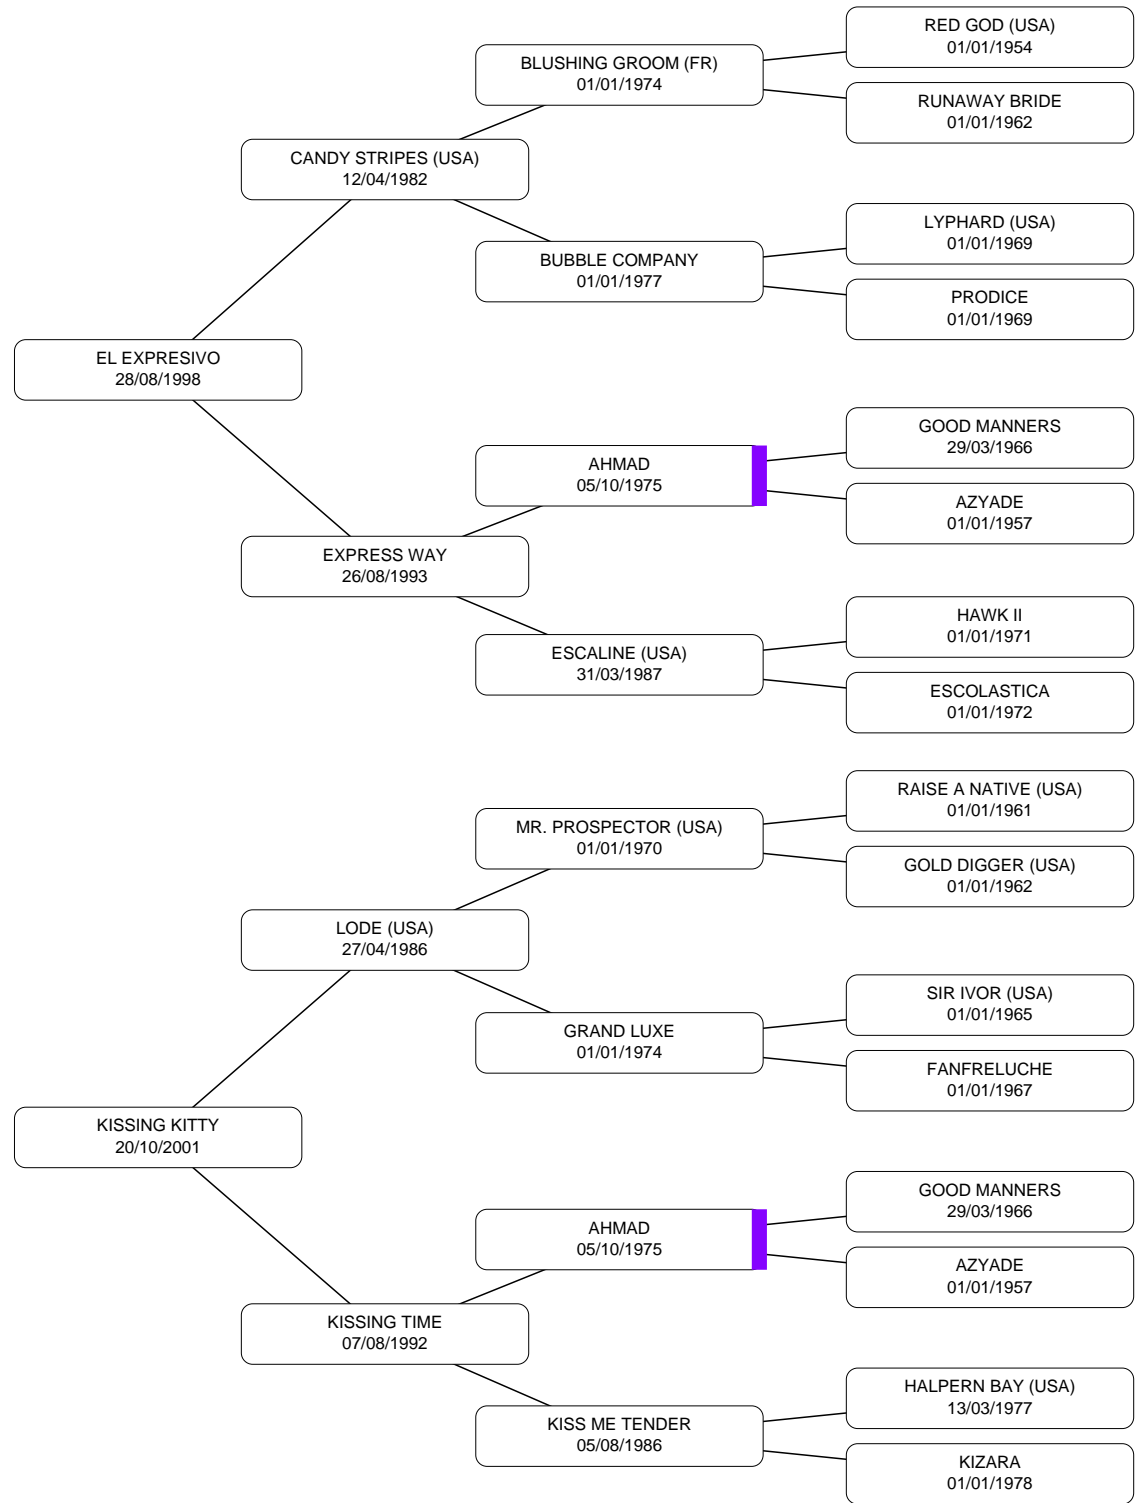 RED GOD (USA)
01/01/1954
BLUSHING GROOM (FR)
01/01/1974
RUNAWAY BRIDE
01/01/1962
CANDY STRIPES (USA)
12/04/1982
LYPHARD (USA)
01/01/1969
BUBBLE COMPANY
01/01/1977
PRODICE
01/01/1969
EL EXPRESIVO
28/08/1998
GOOD MANNERS
29/03/1966
AHMAD
05/10/1975
AZYADE
01/01/1957
EXPRESS WAY
26/08/1993
HAWK II
01/01/1971
ESCALINE (USA)
31/03/1987
ESCOLASTICA
01/01/1972
RAISE A NATIVE (USA)
01/01/1961
MR. PROSPECTOR (USA)
01/01/1970
GOLD DIGGER (USA)
01/01/1962
LODE (USA)
27/04/1986
SIR IVOR (USA)
01/01/1965
GRAND LUXE
01/01/1974
FANFRELUCHE
01/01/1967
KISSING KITTY
20/10/2001
GOOD MANNERS
29/03/1966
AHMAD
05/10/1975
AZYADE
01/01/1957
KISSING TIME
07/08/1992
HALPERN BAY (USA)
13/03/1977
KISS ME TENDER
05/08/1986
KIZARA
01/01/1978